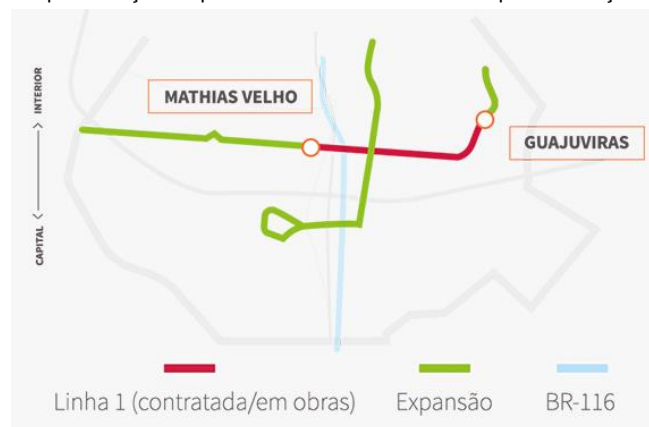 MATHIAS VELHO
GUAJUVIRAS
INTERIOR
CAPITAL
Linha 1 (contratada/em obras)
Expansão
BR-116